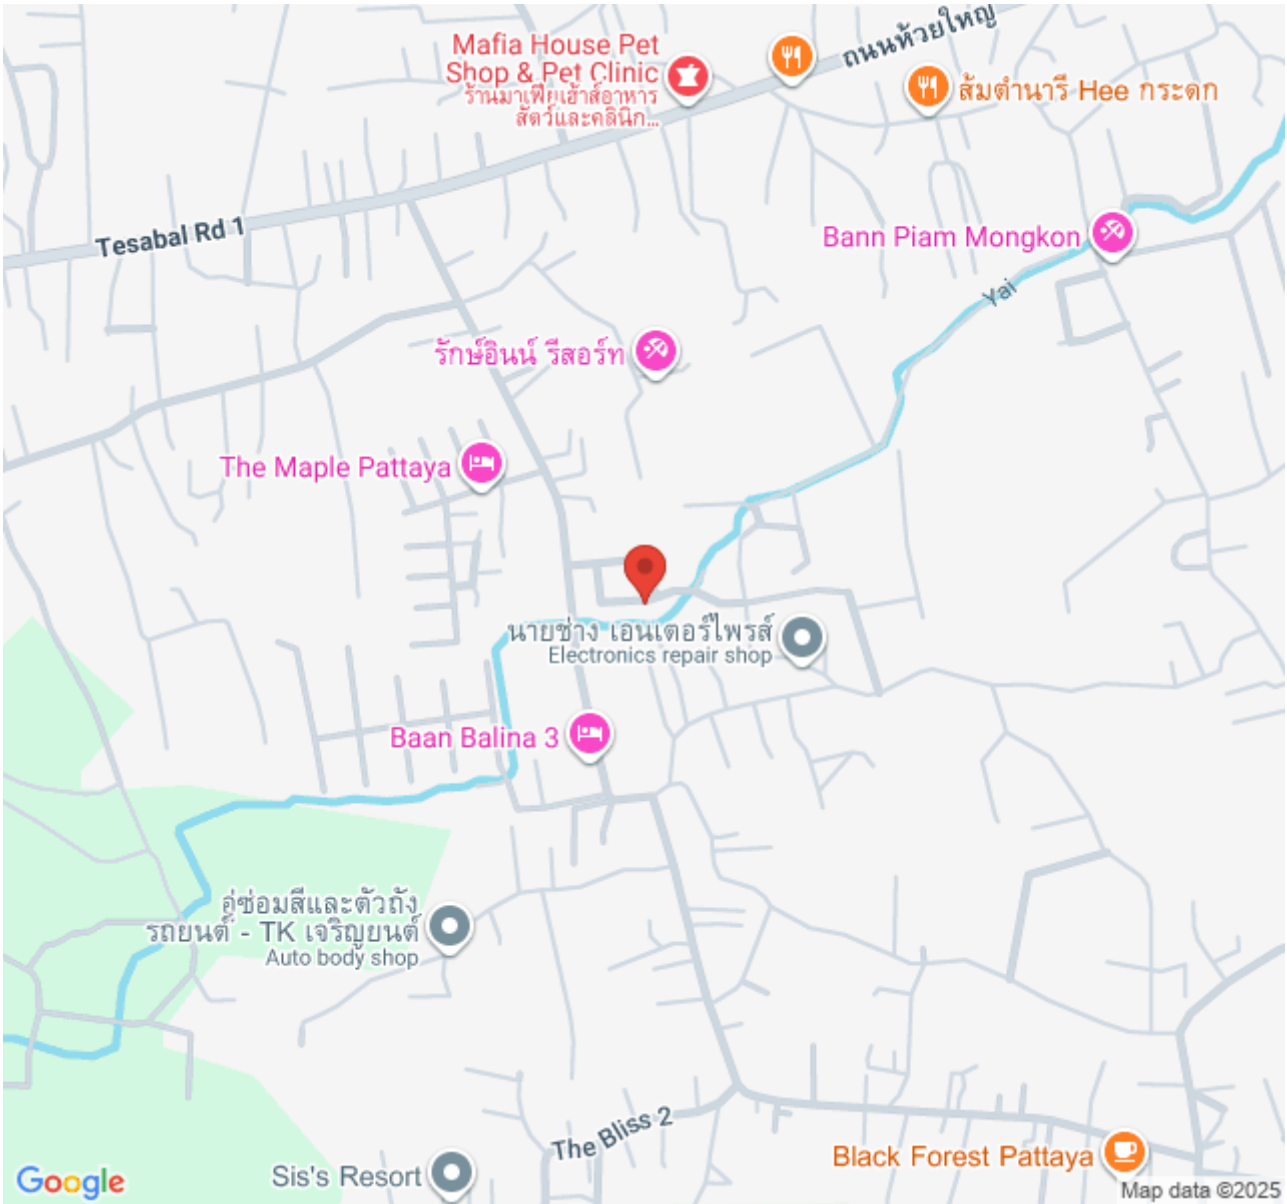 Mafia House Pet
Shop & Pet Clinic
ร้านมาเฟียเฮ้าส์อาหาร
สัตว์และคลินิก...
ถนนห้วยใหญ่
ส้มตำนารี Hee กระดก
Tesabal Rd 1
Bann Piam Mongkon
Yai
รักษ์อินน์ รีสอร์ท
The Maple Pattaya
นายช่าง เอนเตอร์ไพรส์
Electronics repair shop
Baan Balina 3
อู่ซ่อมสีและตัวถัง
รถยนต์ - TK เจริญยนต์
Auto body shop
The Bliss 2
Black Forest Pattaya
Sis's Resort
Google
Map data ©2025